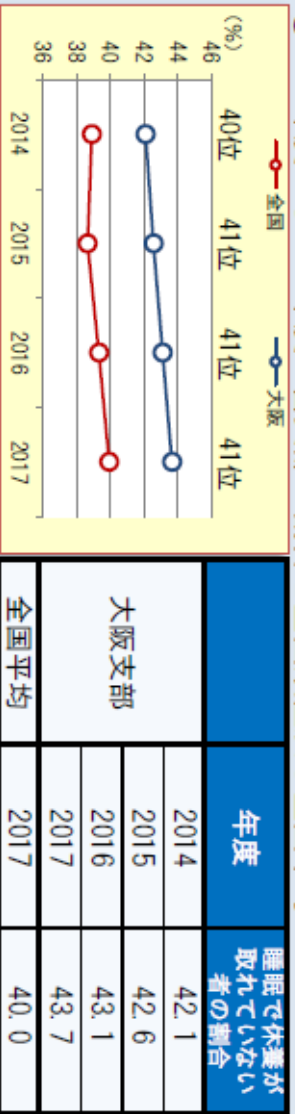 全国 大阪
(%)
40位 41位 41位 41位
46
44
42
40
38
36
2014 2015 2016 2017
年度 睡眠で休養が
取れていない
者の割合
大阪支部 2014 42.1
2015 42.6
2016 43.1
2017 43.7
全国平均 2017 40.0